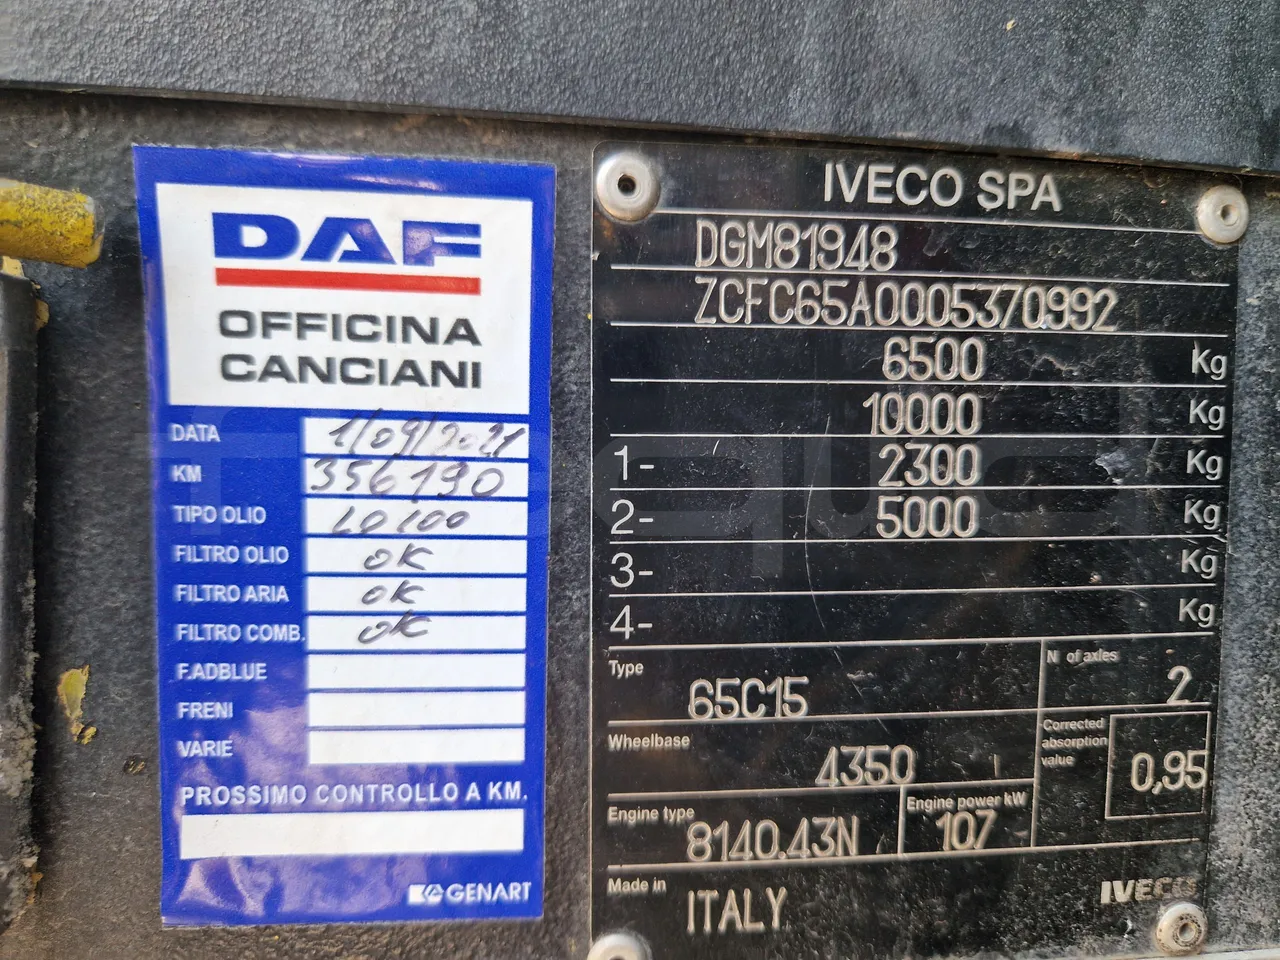 DAF
OFFICINA
CANCIANI
DATA 1/09/2021
KM 356190
TIPO OLIO LD100
FILTRO OLIO OK
FILTRO ARIA OK
FILTRO COMB. OK
F.ADBLUE
FRENI
VARIE
PROSSIMO CONTROLLO A KM.
GENART
IVECO SPA
DGM81948
ZCFC65A0005370992
6500 Kg
10000 Kg
1- 2300 Kg
2- 5000 Kg
3- Kg
4- Kg
Type 65C15
N of axles 2
Wheelbase 4350
Corrected absorption value 0,95
Engine type 8140.43N
Engine power kW 107
Made in ITALY
IVECO